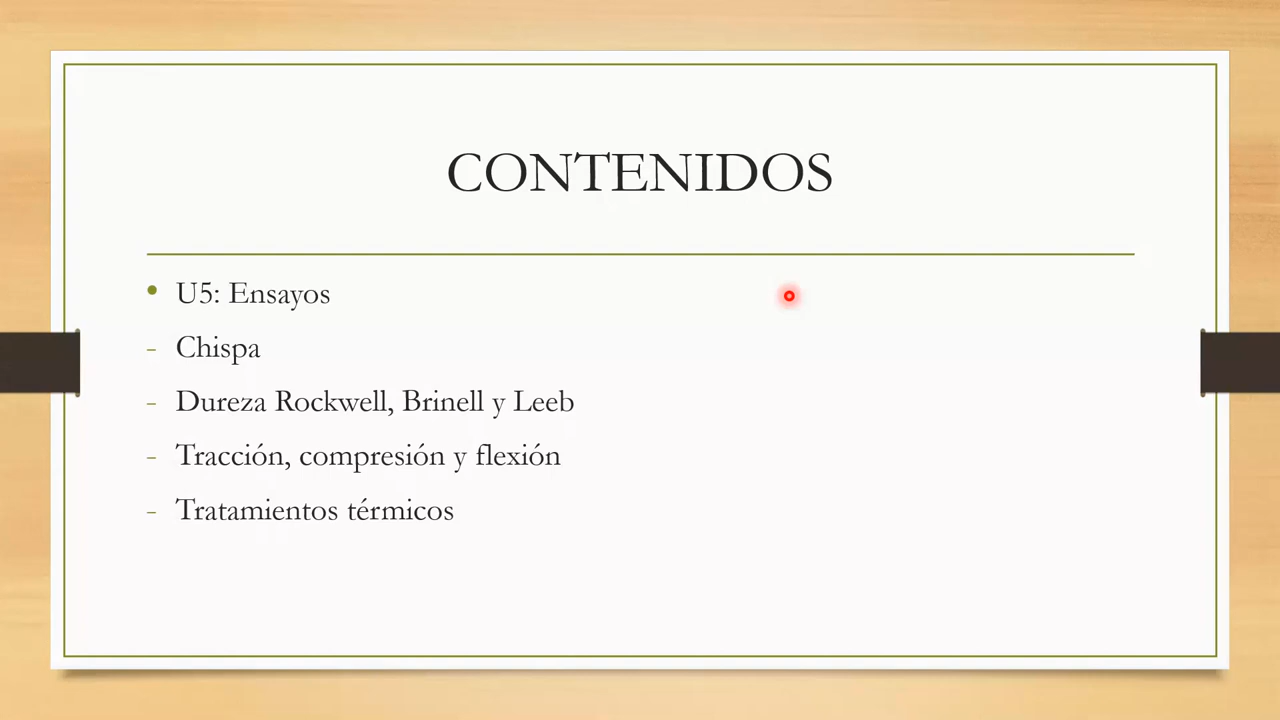 CONTENIDOS
• U5: Ensayos
- Chispa
- Dureza Rockwell, Brinell y Leeb
- Tracción, compresión y flexión
- Tratamientos térmicos